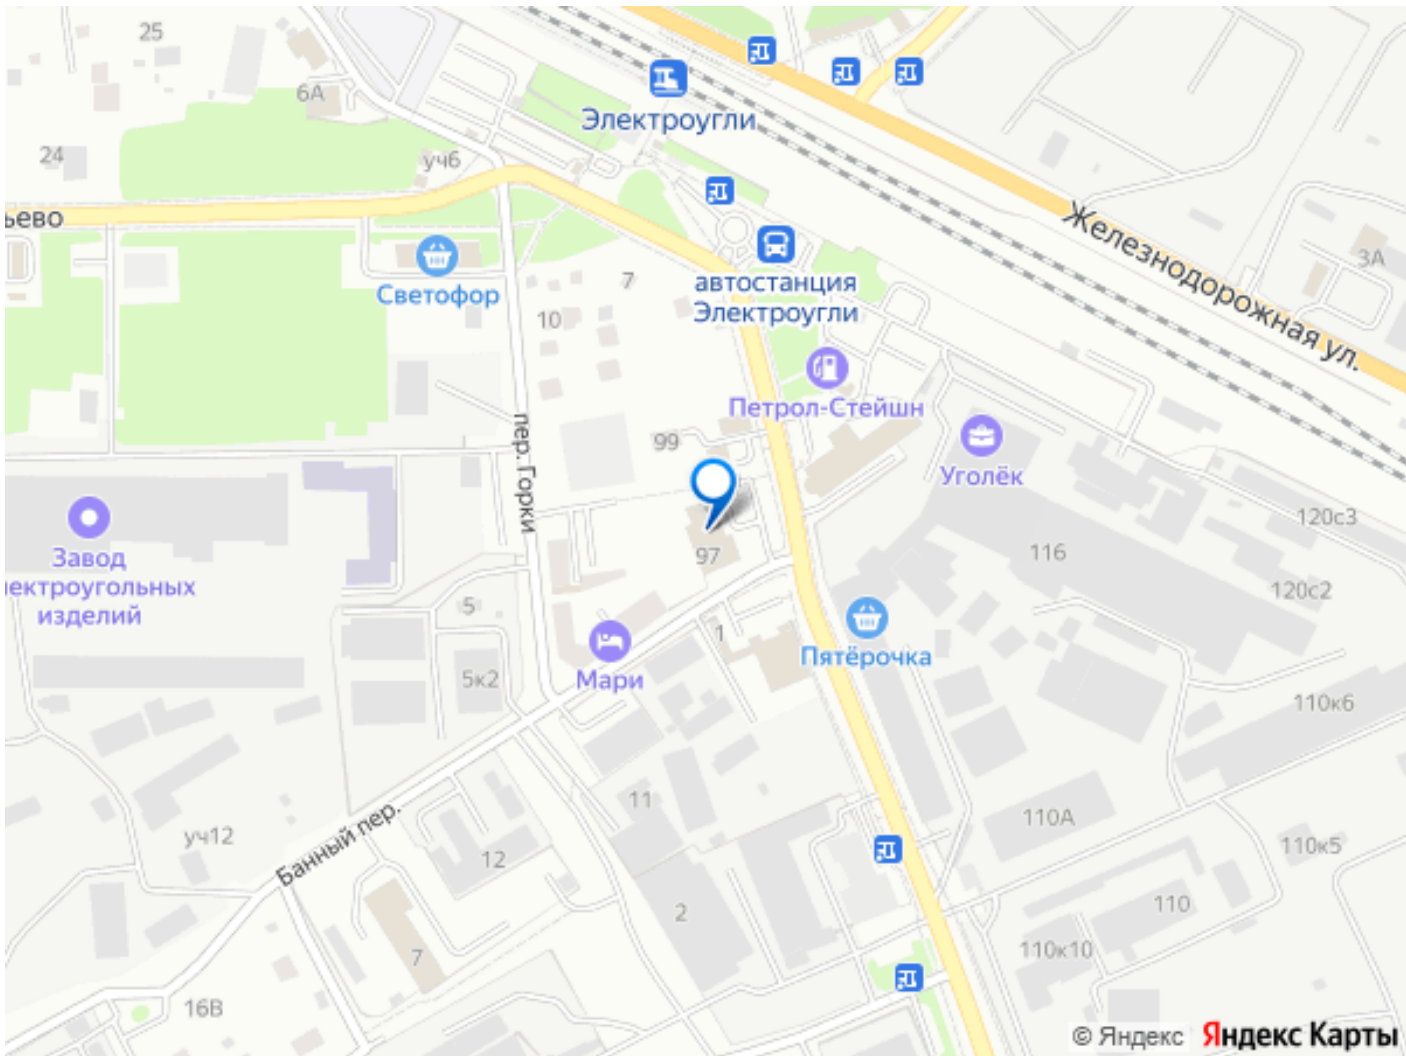 25
6А
Электроугли
24
уч6
ьево
Железнодорожная ул.
3А
Светофор
7
автостанция
Электроугли
10
пер. Горки
Петрол-Стейшн
99
Уголёк
97
116
120с3
120с2
Завод
лектроугольных
изделий
5
5к2
Мари
1
Пятёрочка
110к6
11
110А
110к5
уч12
Банный пер.
12
2
110
7
110к10
16В
© Яндекс
Яндекс Карты